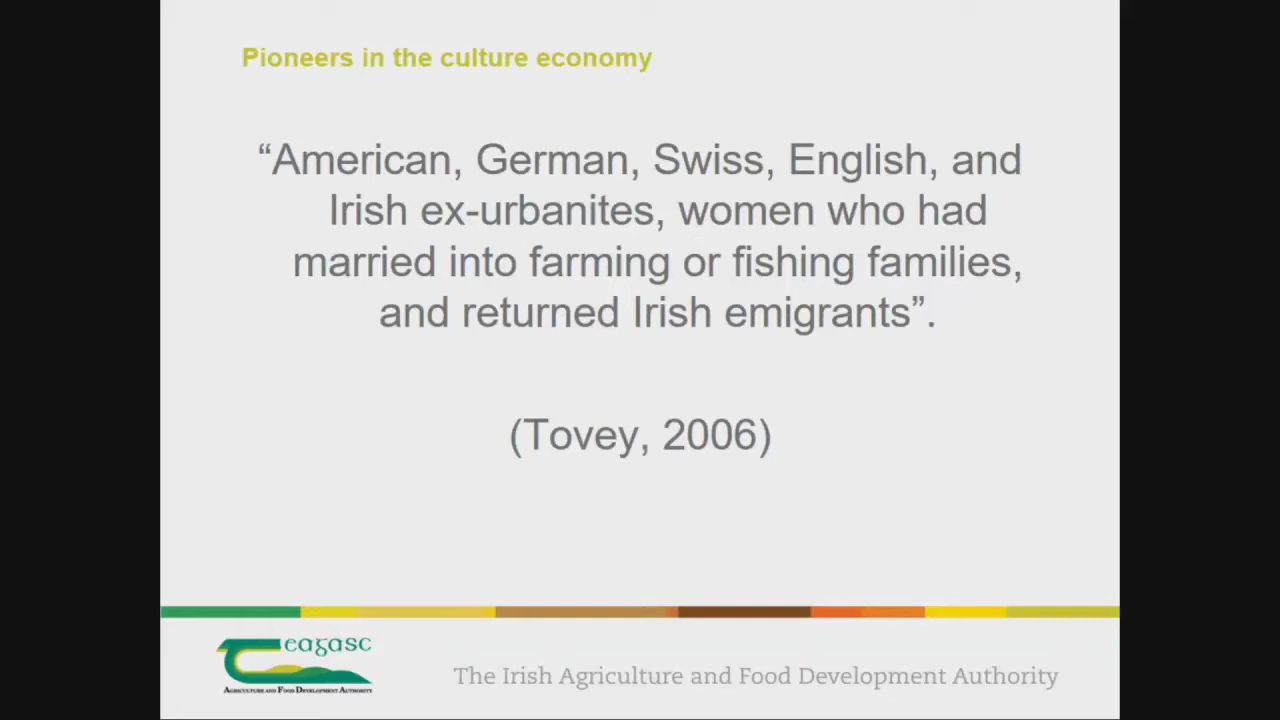 Pioneers in the culture economy
“American, German, Swiss, English, and
Irish ex-urbanites, women who had
married into farming or fishing families,
and returned Irish emigrants”.
(Tovey, 2006)
eagasc
Agriculture and Food Development Authority
The Irish Agriculture and Food Development Authority